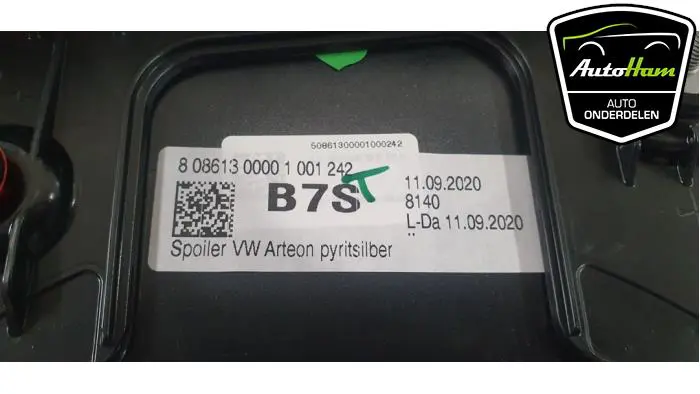 50861300001000242
8 08613 0000 1 001 242
B7S
T
11.09.2020
8140
L-Da 11.09.2020
Spoiler VW Arteon pyritsilber
AutoHam
AUTO
ONDERDELEN